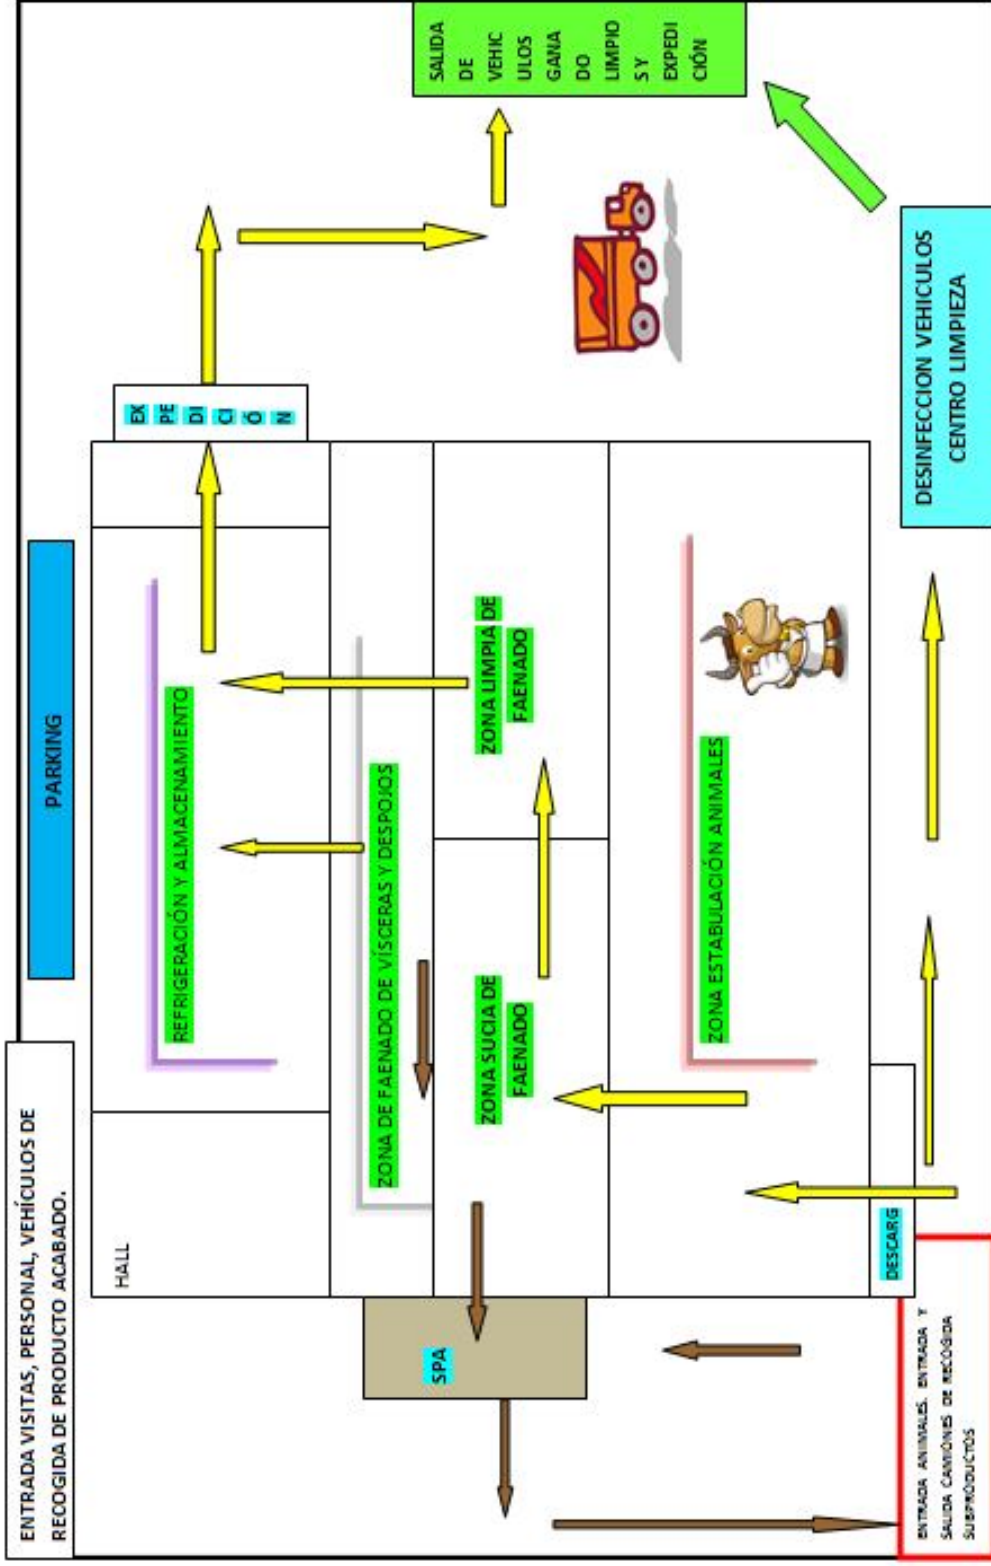 ENTRADA VISITAS, PERSONAL, VEHÍCULOS DE
RECOGIDA DE PRODUCTO ACABADO.
PARKING
HALL
REFRIGERACIÓN Y ALMACENAMIENTO
EX
PE
DI
CI
Ó
N
SALIDA
DE
VEHIC
ULOS
GANA
DO
LIMPIO
S Y
EXPEDI
CIÓN
ZONA DE FAENADO DE VÍSCERAS Y DESPOJOS
SPA
ZONA SUCIA DE
FAENADO
ZONA LIMPIA DE
FAENADO
ZONA ESTABULACIÓN ANIMALES
DESCARG
ENTRADA ANIMALES. ENTRADA Y
SALIDA CAMIONES DE RECOGIDA
SUBPRODUCTOS
DESINFECCION VEHICULOS
CENTRO LIMPIEZA